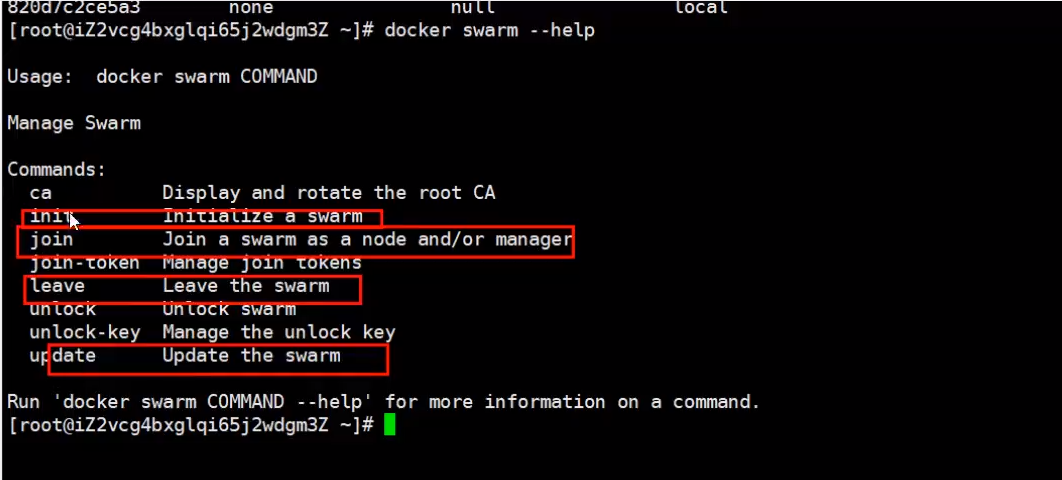 820d7c2ce5a3        none                null                local
[root@iZ2vcg4bxglqi65j2wdgm3Z ~]# docker swarm --help
Usage:  docker swarm COMMAND
Manage Swarm
Commands:
  ca          Display and rotate the root CA
  init        Initialize a swarm
  join        Join a swarm as a node and/or manager
  join-token  Manage join tokens
  leave       Leave the swarm
  unlock      Unlock swarm
  unlock-key  Manage the unlock key
  update      Update the swarm
Run 'docker swarm COMMAND --help' for more information on a command.
[root@iZ2vcg4bxglqi65j2wdgm3Z ~]#